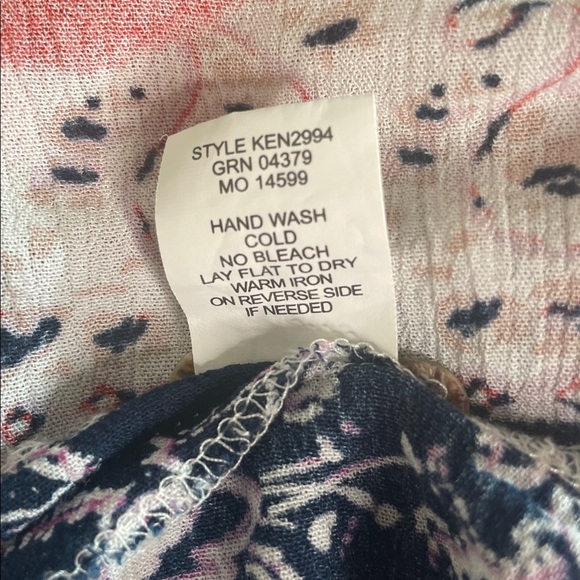 STYLE KEN2994
GRN 04379
MO 14599
HAND WASH
COLD
NO BLEACH
LAY FLAT TO DRY
WARM IRON
ON REVERSE SIDE
IF NEEDED